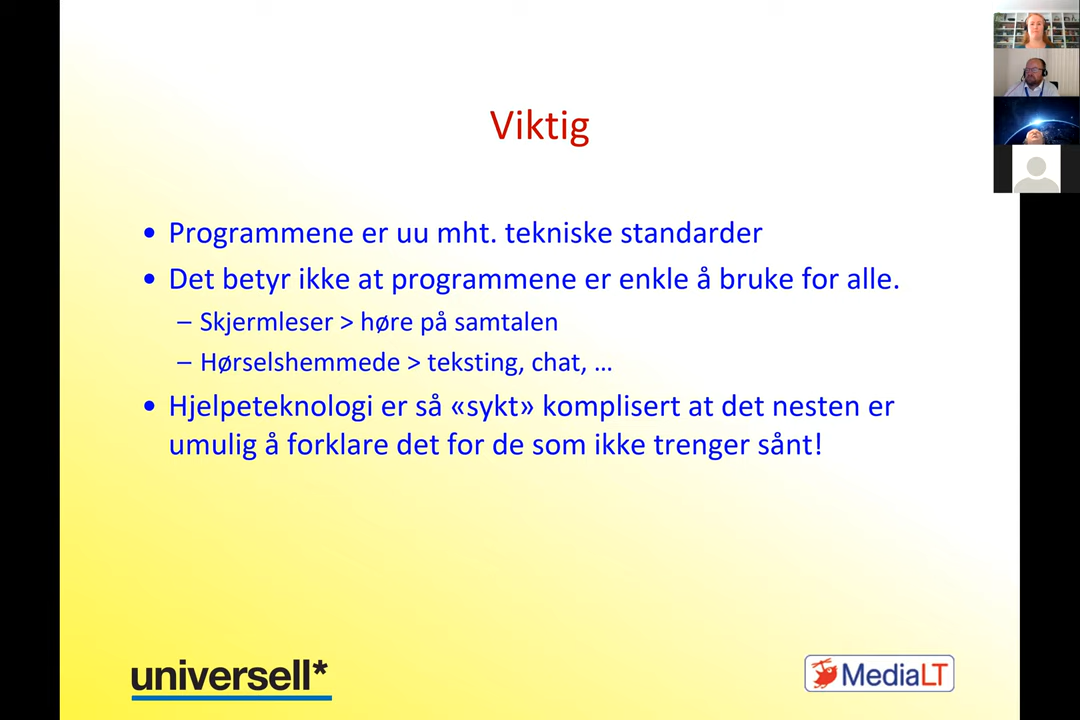 Viktig
• Programmene er uu mht. tekniske standarder
• Det betyr ikke at programmene er enkle å bruke for alle.
– Skjermleser > høre på samtalen
– Hørselshemmede > teksting, chat, …
• Hjelpeteknologi er så «sykt» komplisert at det nesten er
umulig å forklare det for de som ikke trenger sånt!
universell*
MediaLT